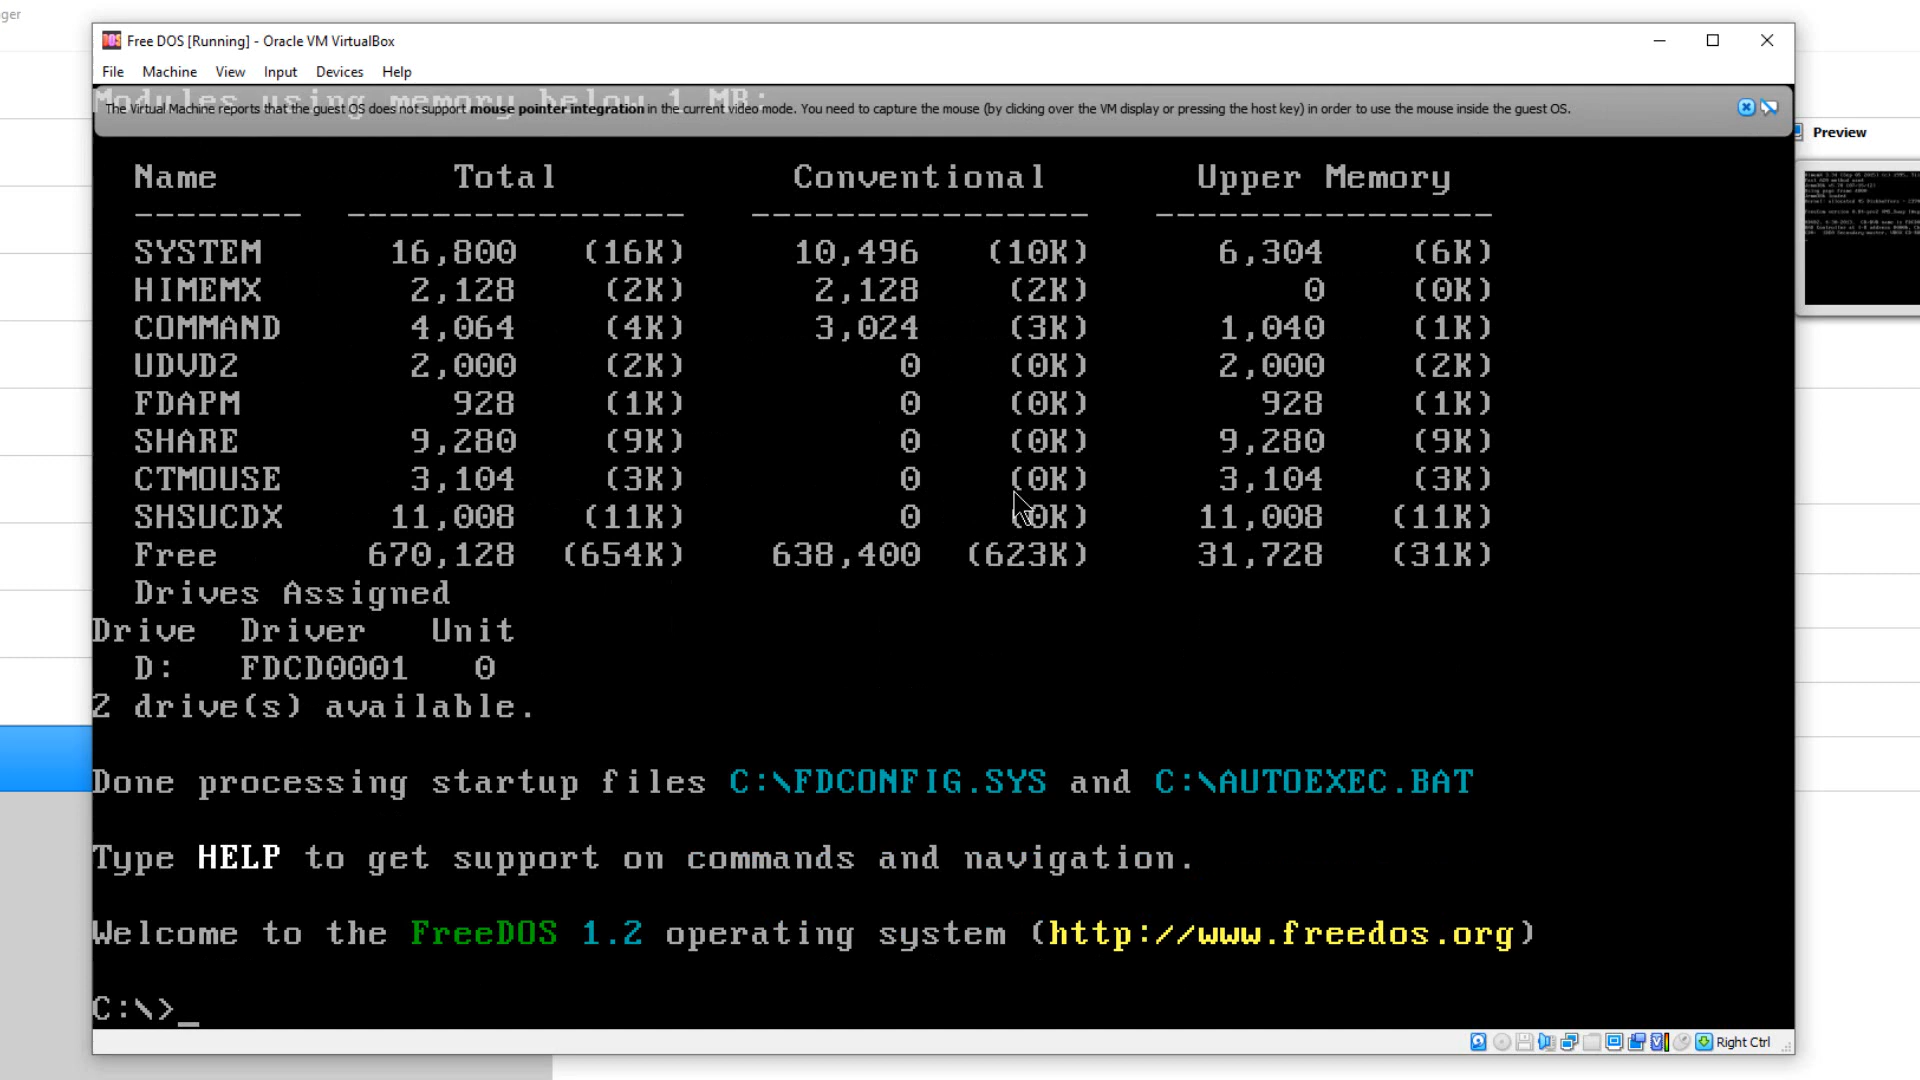 ger
Free DOS [Running] - Oracle VM VirtualBox
File Machine View Input Devices Help
Modules using memory below 1 MB:
The Virtual Machine reports that the guest OS does not support mouse pointer integration in the current video mode. You need to capture the mouse (by clicking over the VM display or pressing the host key) in order to use the mouse inside the guest OS.
Preview
Name Total Conventional Upper Memory
-------- ---------------- ---------------- ----------------
SYSTEM 16,800 (16K) 10,496 (10K) 6,304 (6K)
HIMEMX 2,128 (2K) 2,128 (2K) 0 (0K)
COMMAND 4,064 (4K) 3,024 (3K) 1,040 (1K)
UDVD2 2,000 (2K) 0 (0K) 2,000 (2K)
FDAPM 928 (1K) 0 (0K) 928 (1K)
SHARE 9,280 (9K) 0 (0K) 9,280 (9K)
CTMOUSE 3,104 (3K) 0 (0K) 3,104 (3K)
SHSUCDX 11,008 (11K) 0 (0K) 11,008 (11K)
Free 670,128 (654K) 638,400 (623K) 31,728 (31K)
Drives Assigned
Drive Driver Unit
D: FDCD0001 0
2 drive(s) available.
Done processing startup files C:\FDCONFIG.SYS and C:\AUTOEXEC.BAT
Type HELP to get support on commands and navigation.
Welcome to the FreeDOS 1.2 operating system (http://www.freedos.org)
C:\>_
Right Ctrl